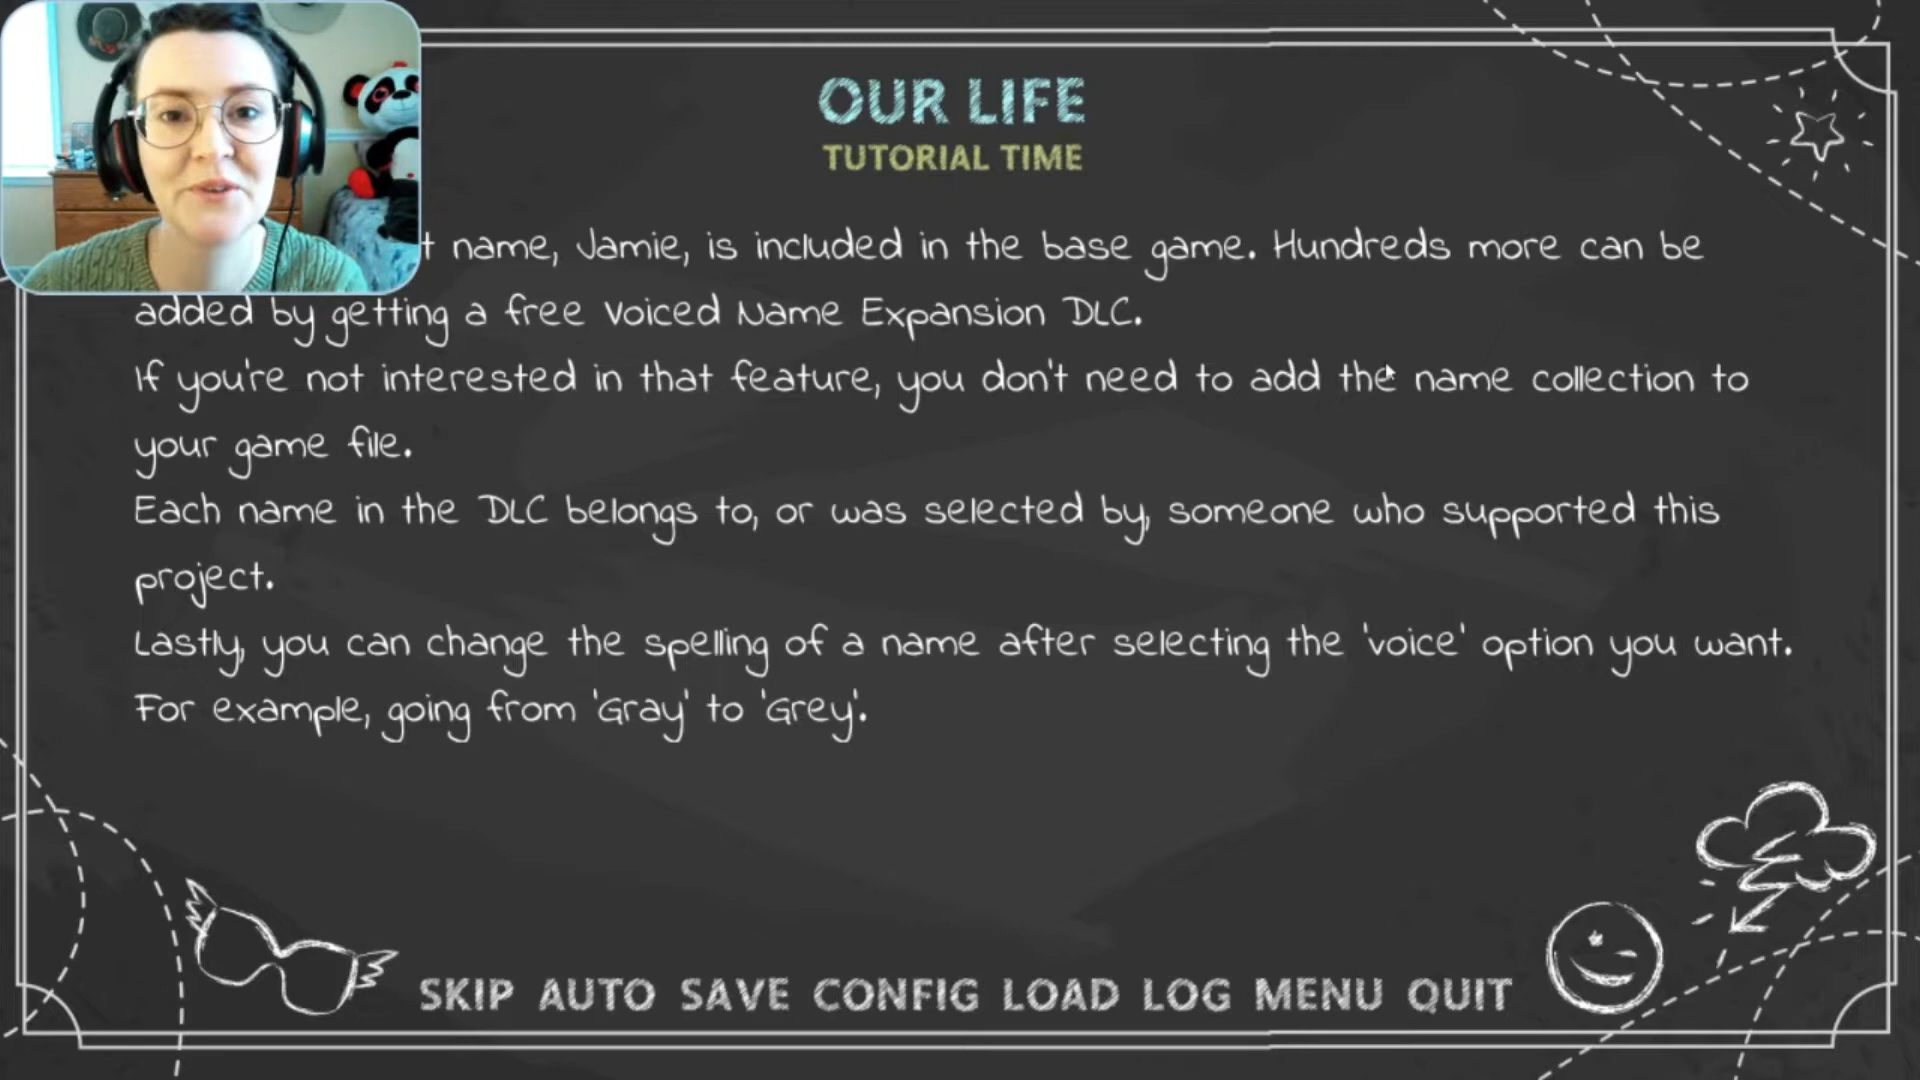 OUR LIFE
TUTORIAL TIME
name, Jamie, is included in the base game. Hundreds more can be
added by getting a free Voiced Name Expansion DLC.
If you're not interested in that feature, you don't need to add the name collection to
your game file.
Each name in the DLC belongs to, or was selected by, someone who supported this
project.
Lastly, you can change the spelling of a name after selecting the 'voice' option you want.
For example, going from 'Gray' to 'Grey'.
SKIP AUTO SAVE CONFIG LOAD LOG MENU QUIT